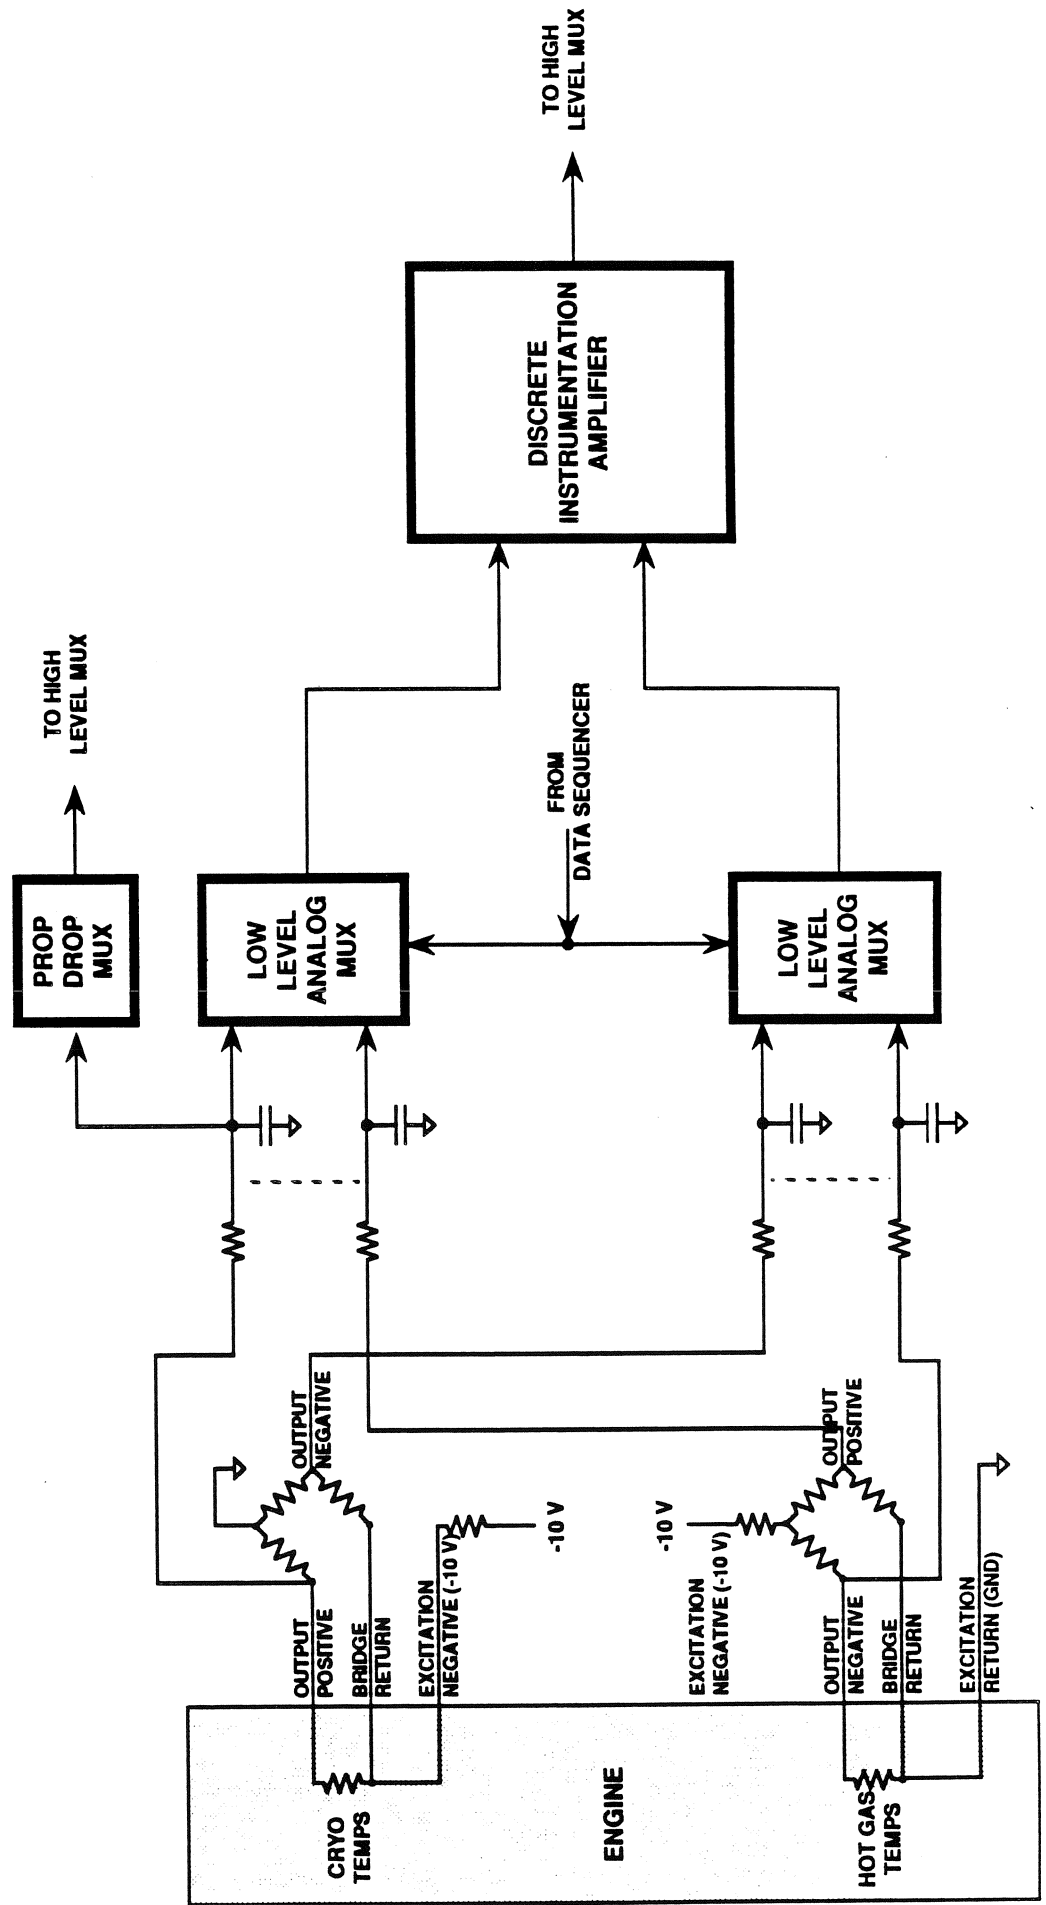 ENGINE
CRYO
TEMPS
HOT GAS
TEMPS
OUTPUT
POSITIVE
BRIDGE
RETURN
EXCITATION
NEGATIVE (-10 V)
-10 V
OUTPUT
NEGATIVE
EXCITATION
NEGATIVE (-10 V)
-10 V
OUTPUT
NEGATIVE
BRIDGE
RETURN
EXCITATION
RETURN (GND)
OUTPUT
POSITIVE
PROP
DROP
MUX
TO HIGH
LEVEL MUX
LOW
LEVEL
ANALOG
MUX
FROM
DATA SEQUENCER
LOW
LEVEL
ANALOG
MUX
DISCRETE
INSTRUMENTATION
AMPLIFIER
TO HIGH
LEVEL MUX